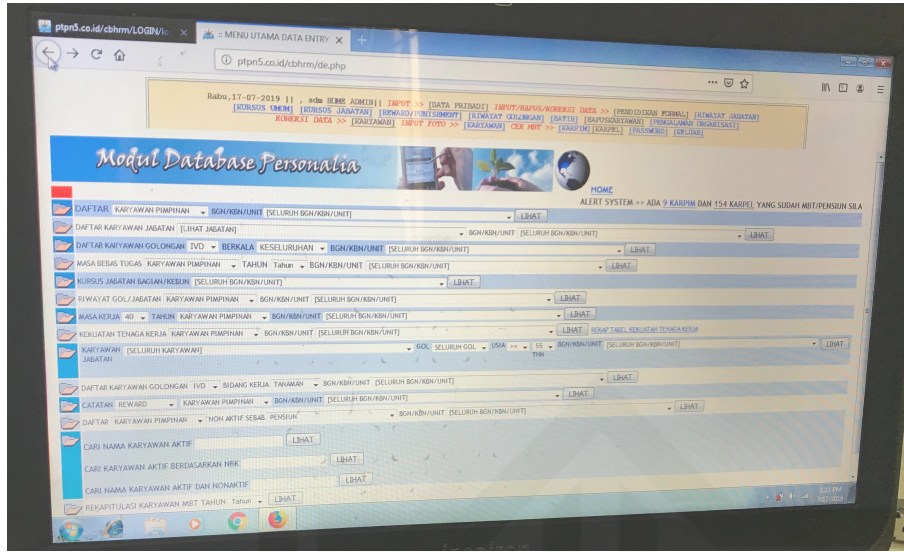 ptpn5.co.id/cbhrm/LOGIN/lo
:: MENU UTAMA DATA ENTRY
ptpn5.co.id/cbhrm/de.php
Rabu,17-07-2019 || , sdm HOME ADMIN|| INPUT >> [DATA PRIBADI] INPUT/HAPUS/KOREKSI DATA >> [PENDIDIKAN FORMAL] [RIWAYAT JABATAN]
[KURSUS UMUM] [KURSUS JABATAN] [REWARD/PUNISHMENT] [RIWAYAT GOLONGAN] [BATIH] [HAPUSKARYAWAN] [PENGALAMAN ORGANISASI]
KOREKSI DATA >> [KARYAWAN] INPUT FOTO >> [KARYAWAN] CEK MBT >> [KARPIM] [KARPEL] [PASSWORD] [KELUAR]
Modul Database Personalia
HOME
ALERT SYSTEM >> ADA 9 KARPIM DAN 154 KARPEL YANG SUDAH MBT/PENSIUN SILA
DAFTAR KARYAWAN PIMPINAN BGN/KBN/UNIT [SELURUH BGN/KBN/UNIT] LIHAT
DAFTAR KARYAWAN JABATAN [LIHAT JABATAN] BGN/KBN/UNIT [SELURUH BGN/KBN/UNIT] LIHAT
DAFTAR KARYAWAN GOLONGAN IVD BERKALA KESELURUHAN BGN/KBN/UNIT [SELURUH BGN/KBN/UNIT] LIHAT
MASA BEBAS TUGAS KARYAWAN PIMPINAN TAHUN Tahun BGN/KBN/UNIT [SELURUH BGN/KBN/UNIT] LIHAT
KURSUS JABATAN BAGIAN/KEBUN [SELURUH BGN/KBN/UNIT] LIHAT
RIWAYAT GOL/JABATAN KARYAWAN PIMPINAN BGN/KBN/UNIT [SELURUH BGN/KBN/UNIT] LIHAT
MASA KERJA 40 TAHUN KARYAWAN PIMPINAN BGN/KBN/UNIT [SELURUH BGN/KBN/UNIT] LIHAT
KEKUATAN TENAGA KERJA KARYAWAN PIMPINAN BGN/KBN/UNIT [SELURUH BGN/KBN/UNIT] LIHAT REKAP TABEL KEKUATAN TENAGA KERJA
KARYAWAN [SELURUH KARYAWAN] GOL SELURUH GOL USIA >= 55 BGN/KBN/UNIT [SELURUH BGN/KBN/UNIT] LIHAT
JABATAN THN
DAFTAR KARYAWAN GOLONGAN IVD BIDANG KERJA TANAMAN BGN/KBN/UNIT [SELURUH BGN/KBN/UNIT] LIHAT
CATATAN REWARD KARYAWAN PIMPINAN BGN/KBN/UNIT [SELURUH BGN/KBN/UNIT] LIHAT
DAFTAR KARYAWAN PIMPINAN NON AKTIF SEBAB PENSIUN BGN/KBN/UNIT [SELURUH BGN/KBN/UNIT] LIHAT
CARI NAMA KARYAWAN AKTIF LIHAT
CARI KARYAWAN AKTIF BERDASARKAN NRK LIHAT
CARI NAMA KARYAWAN AKTIF DAN NONAKTIF LIHAT
REKAPITULASI KARYAWAN MBT TAHUN Tahun LIHAT